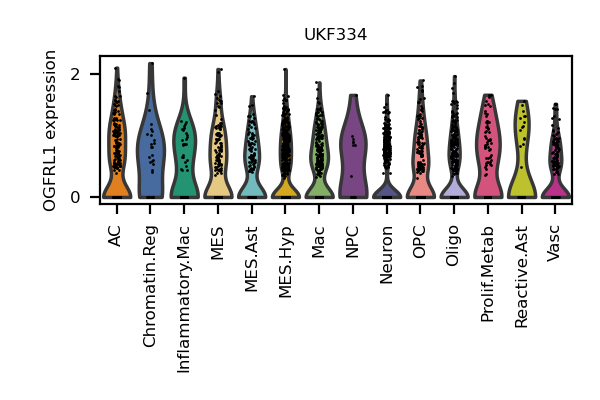 UKF334
OGFRL1 expression
2
0
AC
Chromatin.Reg
Inflammatory.Mac
MES
MES.Ast
MES.Hyp
Mac
NPC
Neuron
OPC
Oligo
Prolif.Metab
Reactive.Ast
Vasc